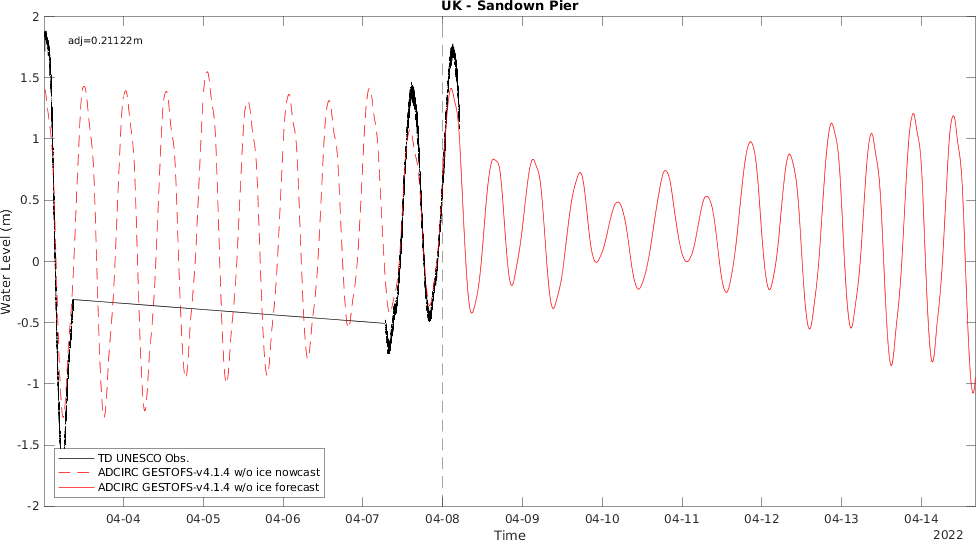 UK - Sandown Pier
adj=0.21122m
Water Level (m)
2
1.5
1
0.5
0
-0.5
-1
-1.5
-2
TD UNESCO Obs.
ADCIRC GESTOFS-v4.1.4 w/o ice nowcast
ADCIRC GESTOFS-v4.1.4 w/o ice forecast
04-04 04-05 04-06 04-07 04-08 04-09 04-10 04-11 04-12 04-13 04-14
Time
2022